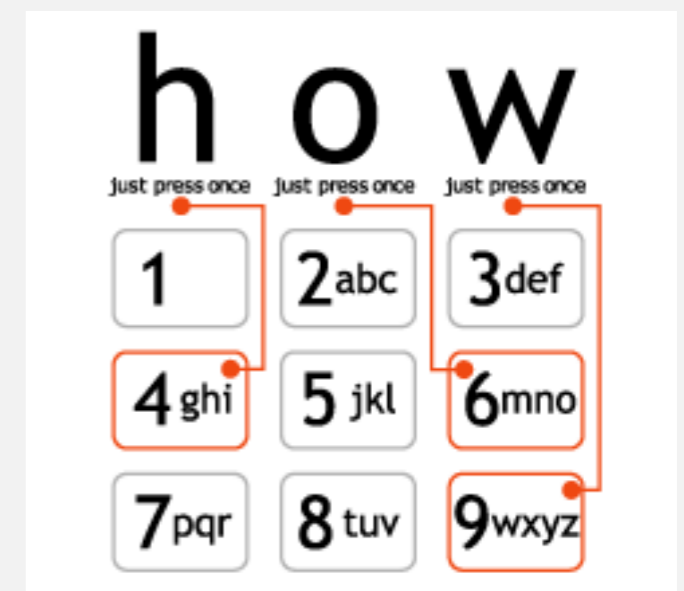 how
just press once just press once just press once
1 2abc 3def
4 ghi 5 jkl 6mno
7pqr 8 tuv 9wxyz